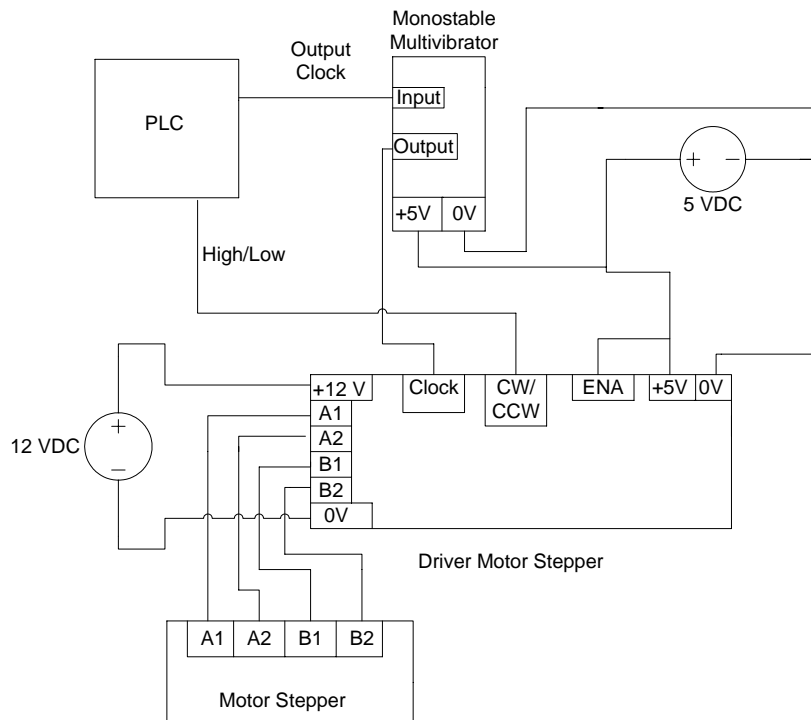 Monostable
Multivibrator
Output
Clock
PLC
Input
Output
+5V
0V
+
−
5 VDC
High/Low
+12 V
Clock
CW/
CCW
ENA
+5V
0V
A1
A2
B1
B2
0V
12 VDC
+
−
Driver Motor Stepper
A1
A2
B1
B2
Motor Stepper